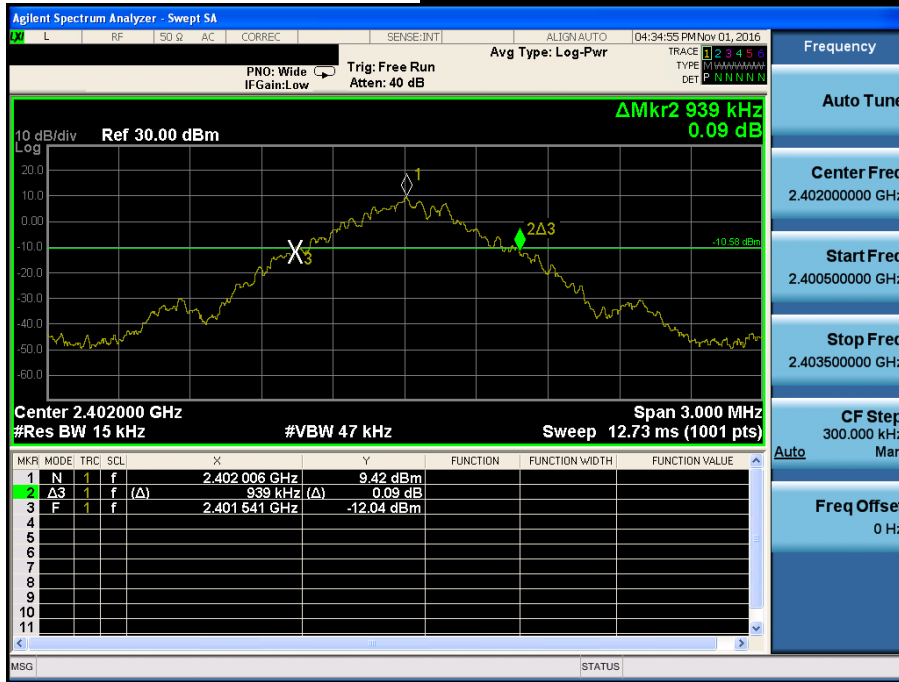 Agilent Spectrum Analyzer - Swept SA
LXI L RF 50 Ω AC CORREC SENSE:INT ALIGN AUTO 04:34:55 PM Nov 01, 2016
PNO: Wide Trig: Free Run Avg Type: Log-Pwr TRACE 1 2 3 4 5 6
IFGain:Low Atten: 40 dB TYPE M WWWWW
DET P N N N N N
ΔMkr2 939 kHz
0.09 dB
10 dB/div Ref 30.00 dBm
Log
20.0
10.0
0.00
-10.0
-20.0
-30.0
-40.0
-50.0
-60.0
1
2Δ3
3
-10.58 dBm
Center 2.402000 GHz Span 3.000 MHz
#Res BW 15 kHz #VBW 47 kHz Sweep 12.73 ms (1001 pts)
MKR MODE TRC SCL X Y FUNCTION FUNCTION WIDTH FUNCTION VALUE
1 N 1 f 2.402 006 GHz 9.42 dBm
2 Δ3 1 f (Δ) 939 kHz (Δ) 0.09 dB
3 F 1 f 2.401 541 GHz -12.04 dBm
4
5
6
7
8
9
10
11
MSG STATUS
Frequency
Auto Tune
Center Freq
2.402000000 GHz
Start Freq
2.400500000 GHz
Stop Freq
2.403500000 GHz
CF Step
300.000 kHz
Auto Man
Freq Offset
0 Hz